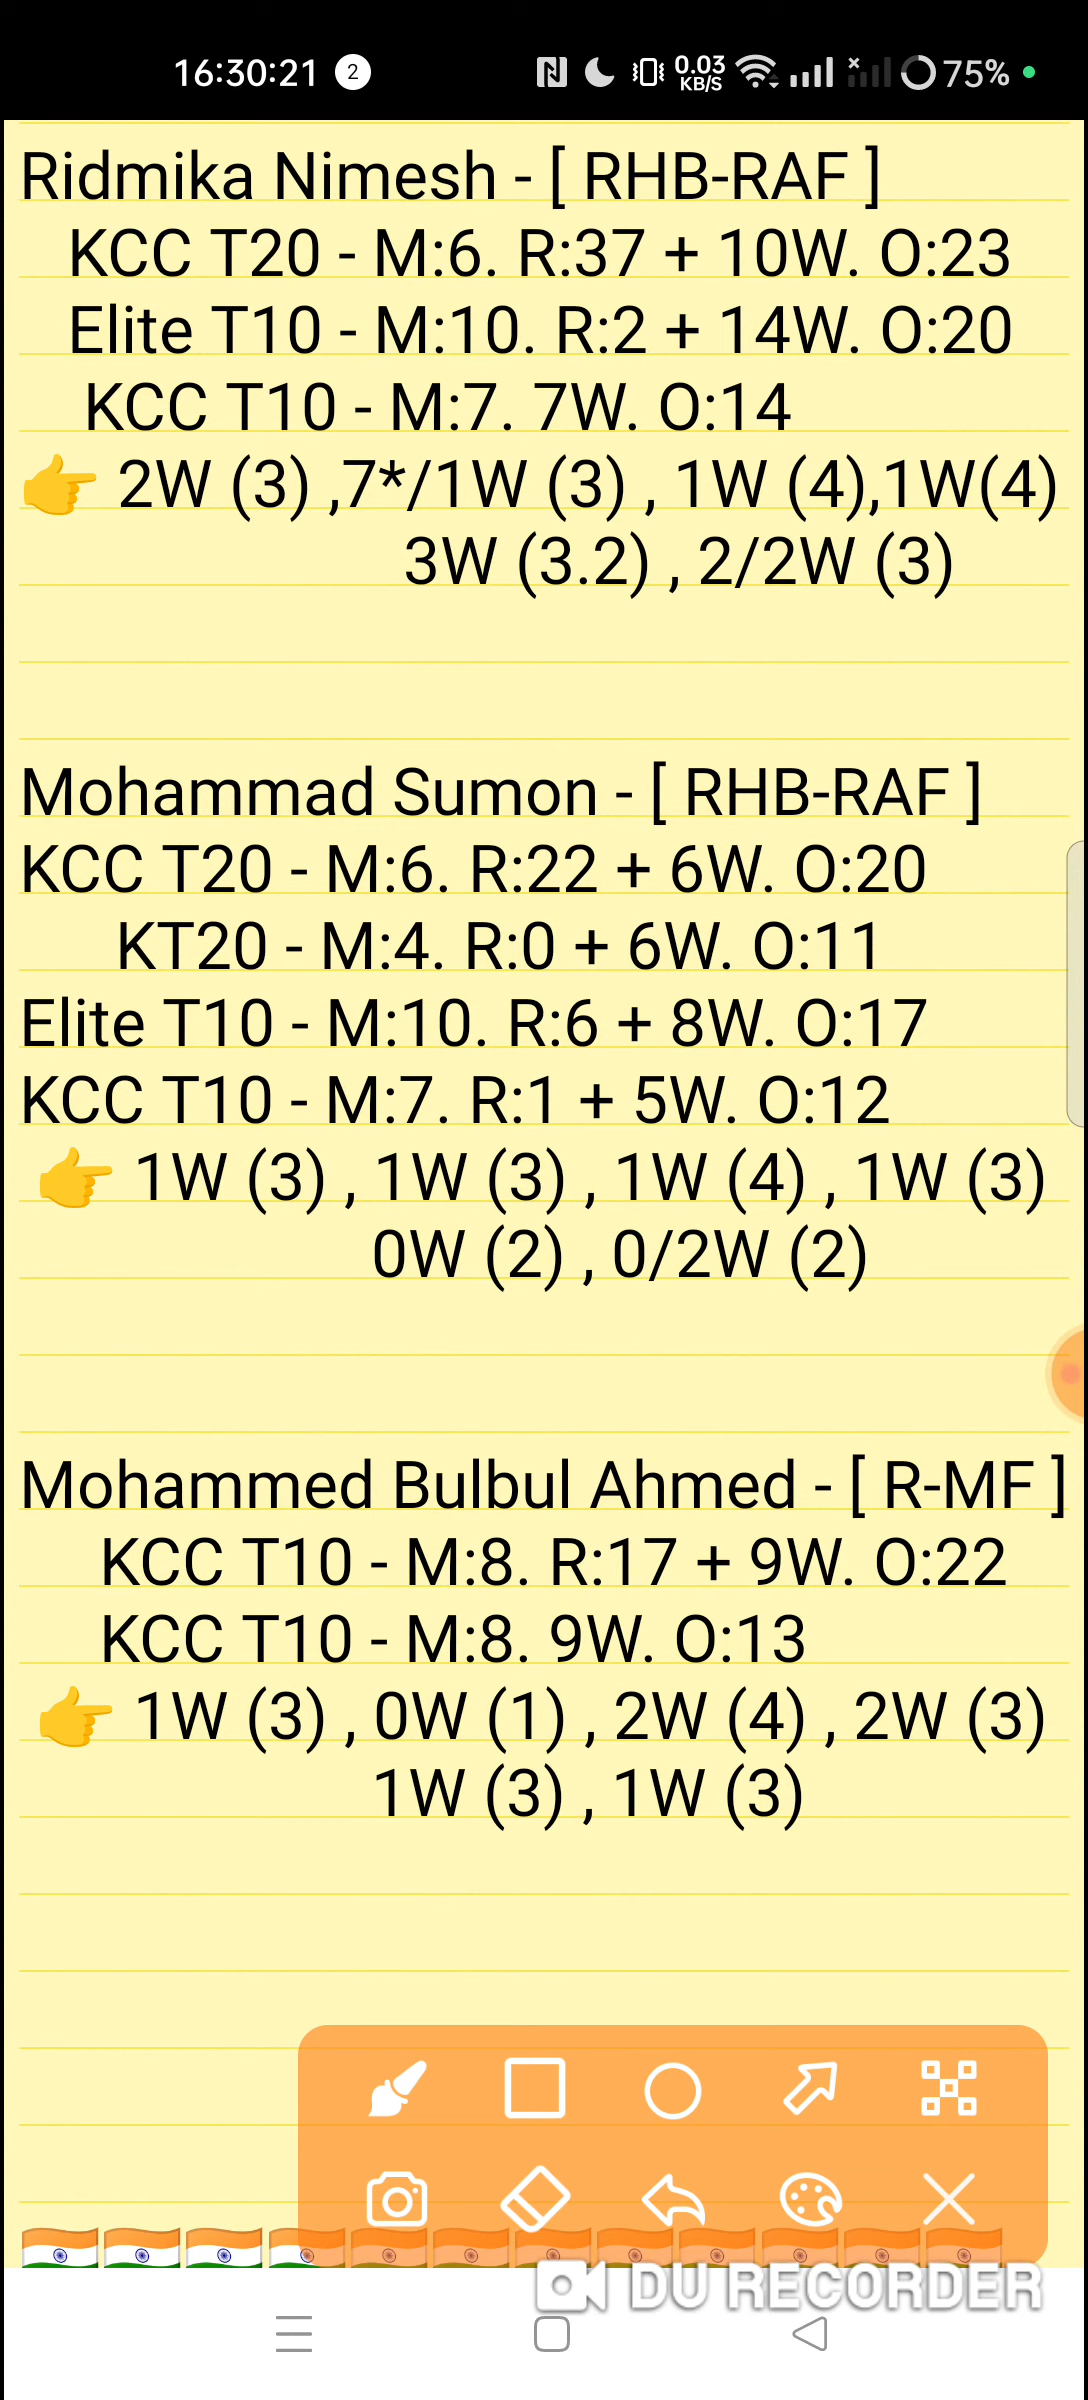 16:30:21 2 0.03 KB/S 75%
Ridmika Nimesh - [ RHB-RAF ]
KCC T20 - M:6. R:37 + 10W. O:23
Elite T10 - M:10. R:2 + 14W. O:20
KCC T10 - M:7. 7W. O:14
👉 2W (3) ,7*/1W (3) , 1W (4),1W(4)
3W (3.2) , 2/2W (3)
Mohammad Sumon - [ RHB-RAF ]
KCC T20 - M:6. R:22 + 6W. O:20
KT20 - M:4. R:0 + 6W. O:11
Elite T10 - M:10. R:6 + 8W. O:17
KCC T10 - M:7. R:1 + 5W. O:12
👉 1W (3) , 1W (3) , 1W (4) , 1W (3)
0W (2) , 0/2W (2)
Mohammed Bulbul Ahmed - [ R-MF ]
KCC T10 - M:8. R:17 + 9W. O:22
KCC T10 - M:8. 9W. O:13
👉 1W (3) , 0W (1) , 2W (4) , 2W (3)
1W (3) , 1W (3)
DU RECORDER